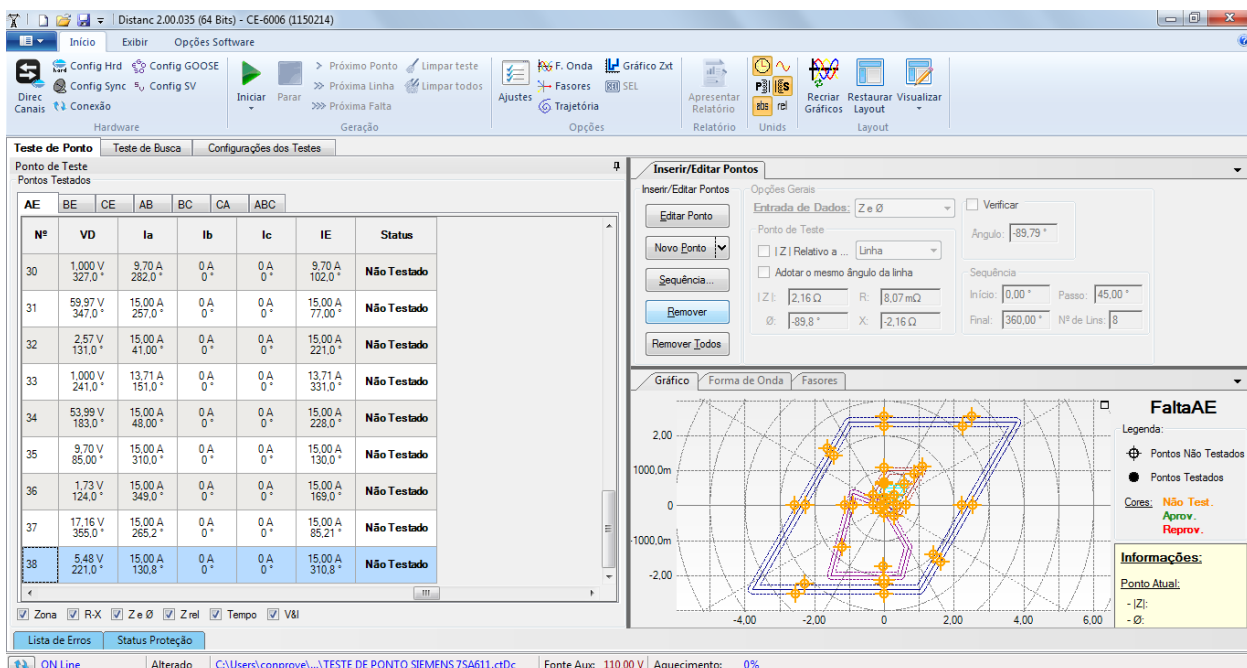 Distanc 2.00.035 (64 Bits) - CE-6006 (1150214)
Início Exibir Opções Software
Direc Canais
Config Hrd Config GOOSE
Config Sync Config SV
Conexão
Hardware
Iniciar Parar
> Próximo Ponto Limpar teste
>> Próxima Linha Limpar todos
>>> Próxima Falta
Geração
Ajustes
F. Onda Gráfico Zxt
Fasores SEL
Trajetória
Opções
Apresentar Relatório
Relatório
abs rel
Unids
Recriar Gráficos Restaurar Layout Visualizar
Layout
Teste de Ponto Teste de Busca Configurações dos Testes
Ponto de Teste
Pontos Testados
AE BE CE AB BC CA ABC
Nº VD Ia Ib Ic IE Status
30 1,000 V 327,0 ° 9,70 A 282,0 ° 0 A 0 ° 0 A 0 ° 9,70 A 102,0 ° Não Testado
31 59,97 V 347,0 ° 15,00 A 257,0 ° 0 A 0 ° 0 A 0 ° 15,00 A 77,00 ° Não Testado
32 2,57 V 131,0 ° 15,00 A 41,00 ° 0 A 0 ° 0 A 0 ° 15,00 A 221,0 ° Não Testado
33 1,000 V 241,0 ° 13,71 A 151,0 ° 0 A 0 ° 0 A 0 ° 13,71 A 331,0 ° Não Testado
34 53,99 V 183,0 ° 15,00 A 48,00 ° 0 A 0 ° 0 A 0 ° 15,00 A 228,0 ° Não Testado
35 9,70 V 85,00 ° 15,00 A 310,0 ° 0 A 0 ° 0 A 0 ° 15,00 A 130,0 ° Não Testado
36 1,73 V 124,0 ° 15,00 A 349,0 ° 0 A 0 ° 0 A 0 ° 15,00 A 169,0 ° Não Testado
37 17,16 V 355,0 ° 15,00 A 265,2 ° 0 A 0 ° 0 A 0 ° 15,00 A 85,21 ° Não Testado
38 5,48 V 221,0 ° 15,00 A 130,8 ° 0 A 0 ° 0 A 0 ° 15,00 A 310,8 ° Não Testado
Zona R-X Z e Ø Z rel Tempo V&I
Lista de Erros Status Proteção
Inserir/Editar Pontos
Inserir/Editar Pontos
Editar Ponto
Novo Ponto
Sequência...
Remover
Remover Todos
Opções Gerais
Entrada de Dados: Z e Ø
Ponto de Teste
| Z | Relativo a ... Linha
Adotar o mesmo ângulo da linha
| Z |: 2,16 Ω R: 8,07 mΩ
Ø: -89,8 ° X: -2,16 Ω
Verificar
Ângulo: -89,79 °
Sequência
Início: 0,00 ° Passo: 45,00 °
Final: 360,00 ° Nº de Lins: 8
Gráfico Forma de Onda Fasores
2,00
1000,0m
0
-1000,0m
-2,00
-4,00 -2,00 0 2,00 4,00 6,00
FaltaAE
Legenda:
Pontos Não Testados
Pontos Testados
Cores: Não Test.
Aprov.
Reprov.
Informações:
Ponto Atual:
- |Z|:
- Ø:
ON Line Alterado C:\Users\conprove\...\TESTE DE PONTO SIEMENS 7SA611.ctDc Fonte Aux: 110,00 V Aquecimento: 0%